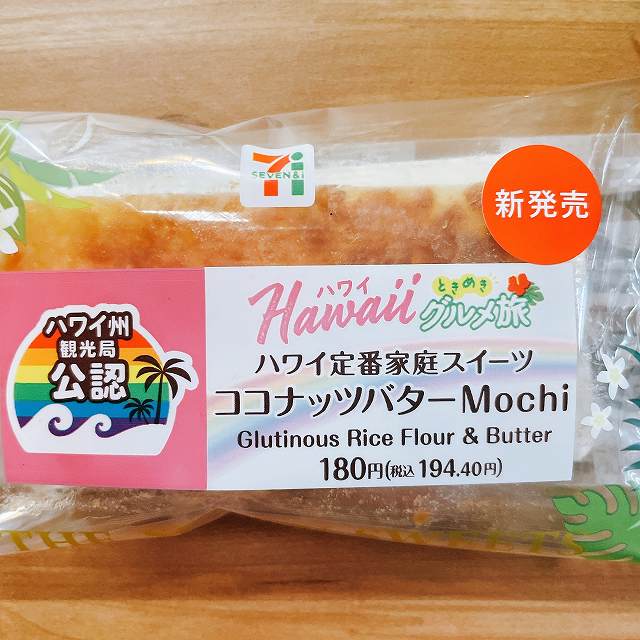 SEVEN&i
新発売
ハワイ
Hawaii
ときめき
グルメ旅
ハワイ州
観光局
公認
ハワイ定番家庭スイーツ
ココナッツバターMochi
Glutinous Rice Flour & Butter
180円(税込 194.40円)
THE
SWEETS